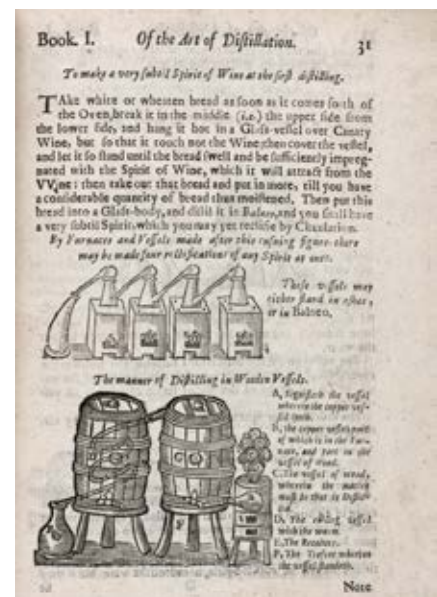 Book. I. Of the Art of Distillation. 31
To make a very subtil Spirit of Wine at the first distilling.
TAke white or wheaten bread as soon as it comes forth of
the Oven, break it in the middle (i.e.) the upper side from
the lower side, and hang it hot in a Glass-vessel over Canary
Wine, but so that it touch not the Wine; then cover the vessel,
and let it so stand until the bread swell and be sufficiently impreg-
nated with the Spirit of Wine, which it will attract from the
VVine: then take out that bread and put in more, till you have
a considerable quantity of bread thus moistened. Then put this
bread into a Glass-body, and distil it in Balneo, and you shall have
a very subtil Spirit, which you may yet rectifie by Circulation.
By Furnaces and Vessels made after this ensuing figure there
may be made four rectifications of any Spirit at once.
These vessels may
either stand in ashes,
or in Balneo.
The manner of Distilling in Wooden Vessels.
A, Signifieth the vessel
wherein the copper ves-
sel
B, the copper vessel, part
of which is in the Fur-
nace, and part in the
vessel of wood.
C, The vessel of wood,
wherein the matter
must be that is Distil-
led.
D, The cooling vessel
with the worm.
E, The Receiver.
F, The Trefoot whereon
the vessel standeth.
Note